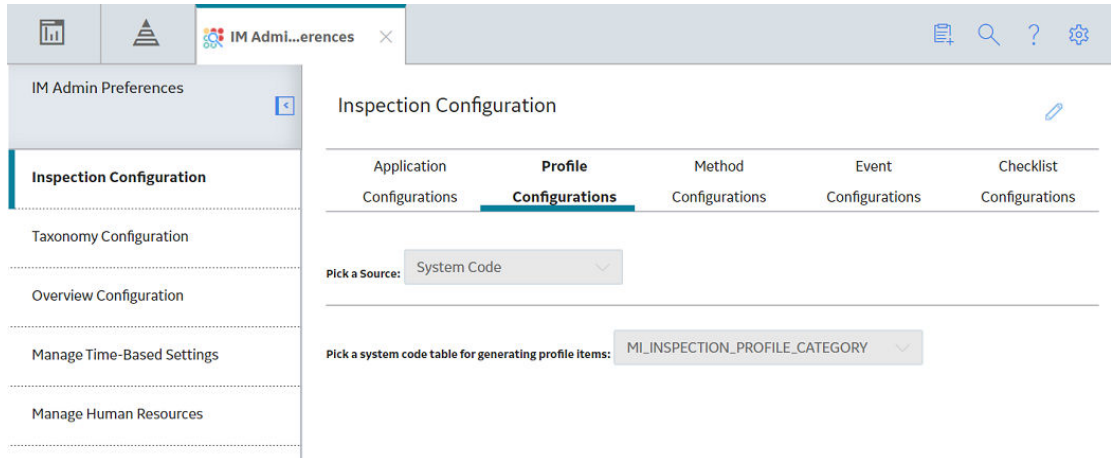 IM Admi...erences
IM Admin Preferences
Inspection Configuration
Taxonomy Configuration
Overview Configuration
Manage Time-Based Settings
Manage Human Resources
Inspection Configuration
Application Configurations
Profile Configurations
Method Configurations
Event Configurations
Checklist Configurations
Pick a Source: System Code
Pick a system code table for generating profile items: MI_INSPECTION_PROFILE_CATEGORY